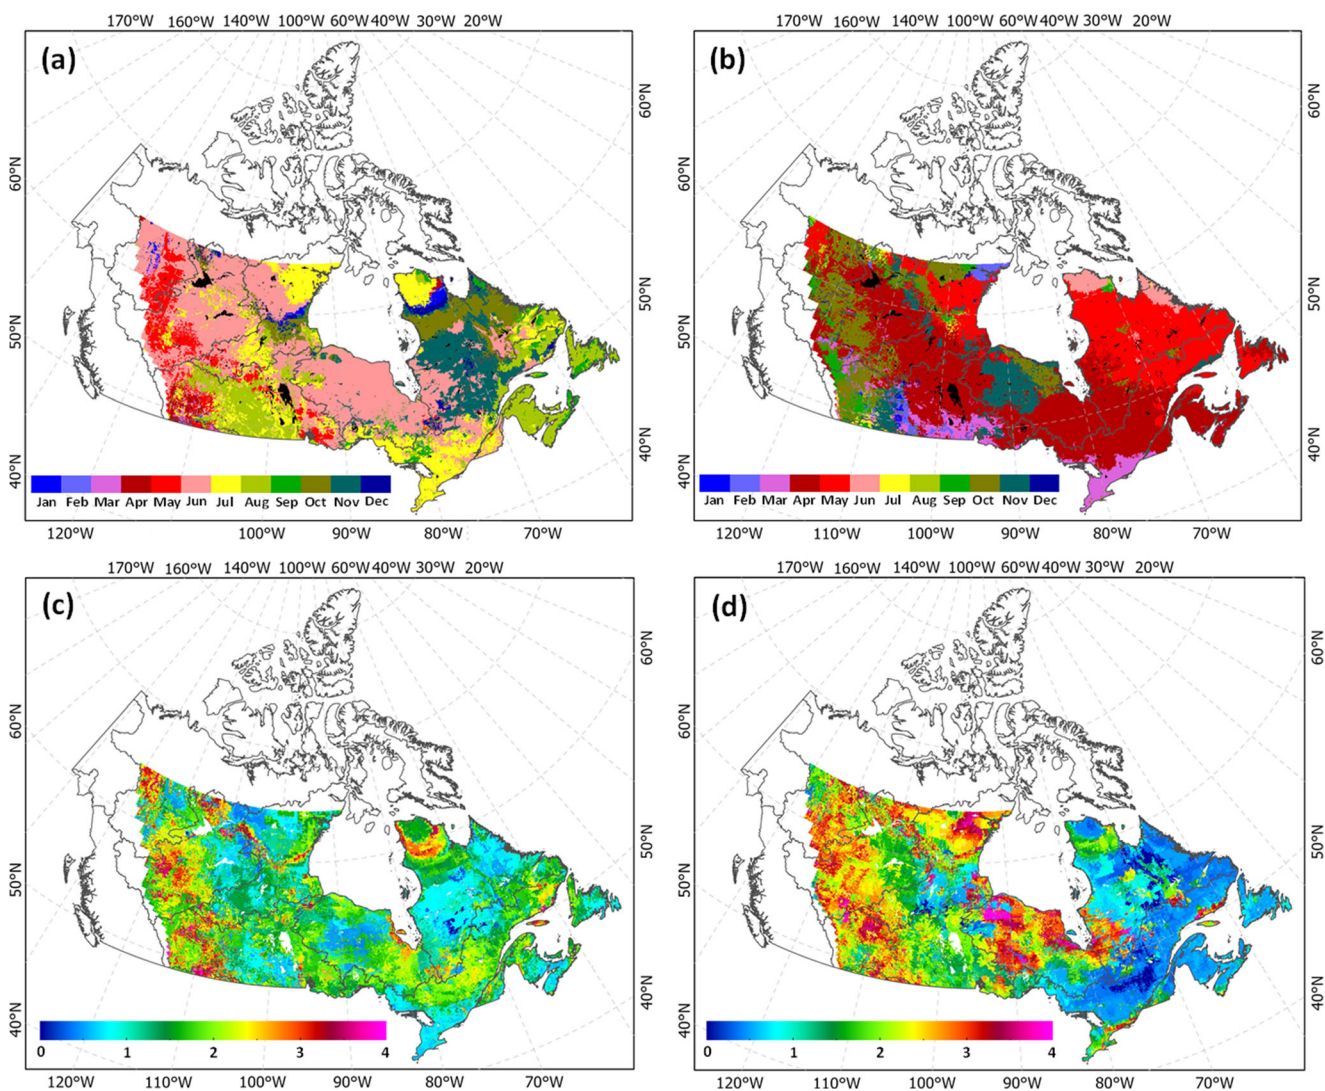 170°W 160°W 140°W 100°W 60°W 40°W 30°W 20°W
(a)
60°N
60°N
50°N
50°N
40°N
40°N
Jan Feb Mar Apr May Jun Jul Aug Sep Oct Nov Dec
120°W 100°W 90°W 80°W 70°W
170°W 160°W 140°W 100°W 60°W 40°W 30°W 20°W
(b)
60°N
60°N
50°N
50°N
40°N
40°N
Jan Feb Mar Apr May Jun Jul Aug Sep Oct Nov Dec
120°W 110°W 100°W 90°W 80°W 70°W
170°W 160°W 140°W 100°W 60°W 40°W 30°W 20°W
(c)
60°N
60°N
50°N
50°N
40°N
40°N
0 1 2 3 4
120°W 110°W 100°W 90°W 80°W 70°W
170°W 160°W 140°W 100°W 60°W 40°W 30°W 20°W
(d)
60°N
60°N
50°N
50°N
40°N
40°N
0 1 2 3 4
120°W 110°W 100°W 90°W 80°W 70°W